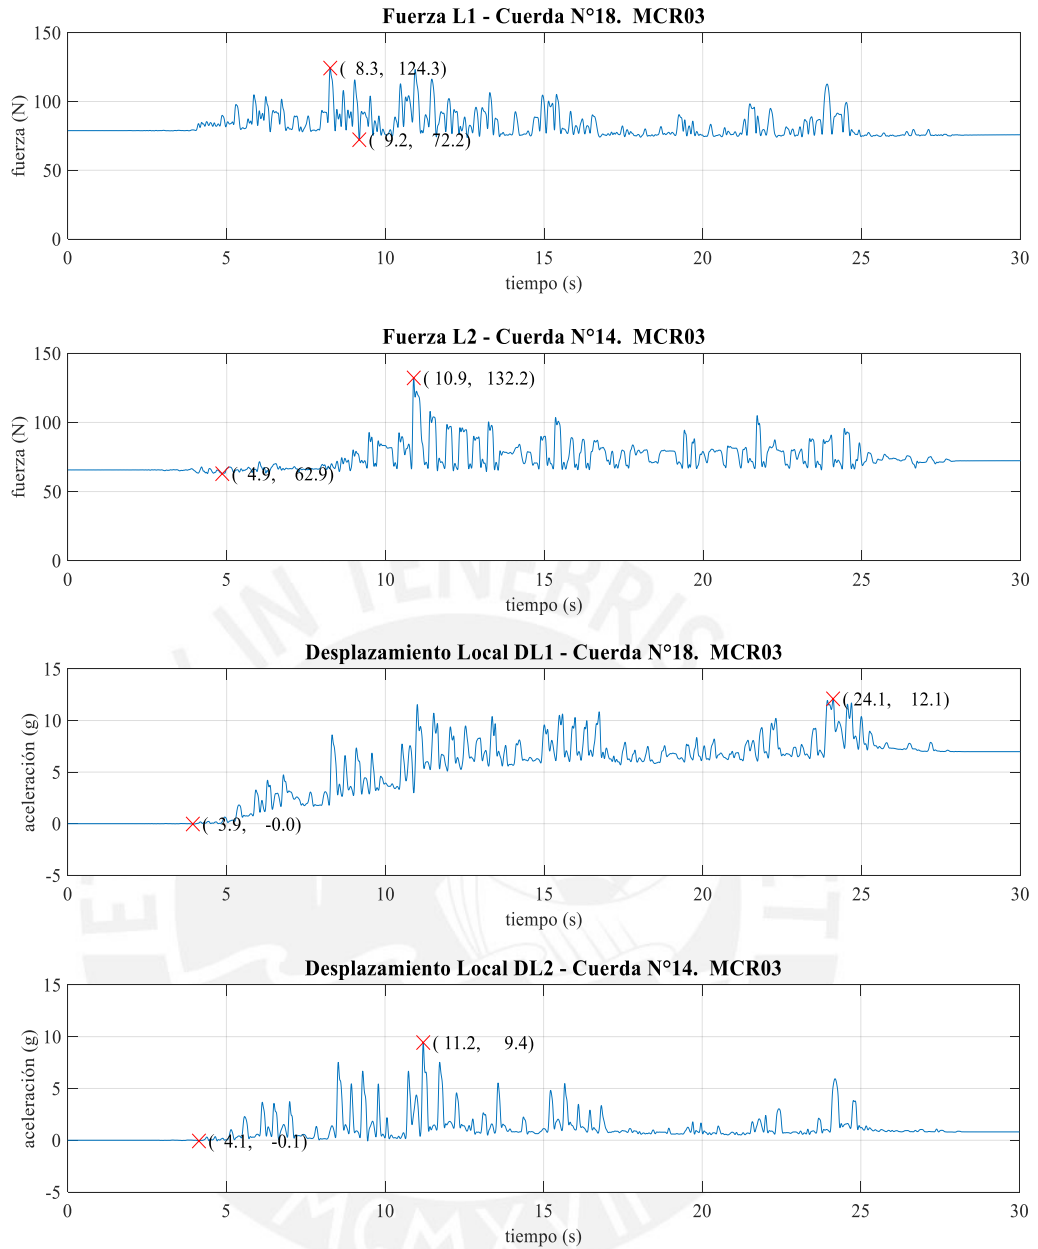 Fuerza L1 - Cuerda N°18.  MCR03
150
100
50
0
fuerza (N)
(  8.3,   124.3)
(  9.2,    72.2)
0 5 10 15 20 25 30
tiempo (s)
Fuerza L2 - Cuerda N°14.  MCR03
150
100
50
0
fuerza (N)
( 10.9,   132.2)
(  4.9,    62.9)
0 5 10 15 20 25 30
tiempo (s)
Desplazamiento Local DL1 - Cuerda N°18.  MCR03
15
10
5
0
-5
aceleración (g)
( 24.1,    12.1)
(  3.9,    -0.0)
0 5 10 15 20 25 30
tiempo (s)
Desplazamiento Local DL2 - Cuerda N°14.  MCR03
15
10
5
0
-5
aceleración (g)
( 11.2,     9.4)
(  4.1,    -0.1)
0 5 10 15 20 25 30
tiempo (s)
IN TENEBRIS
ET
MCMXVII